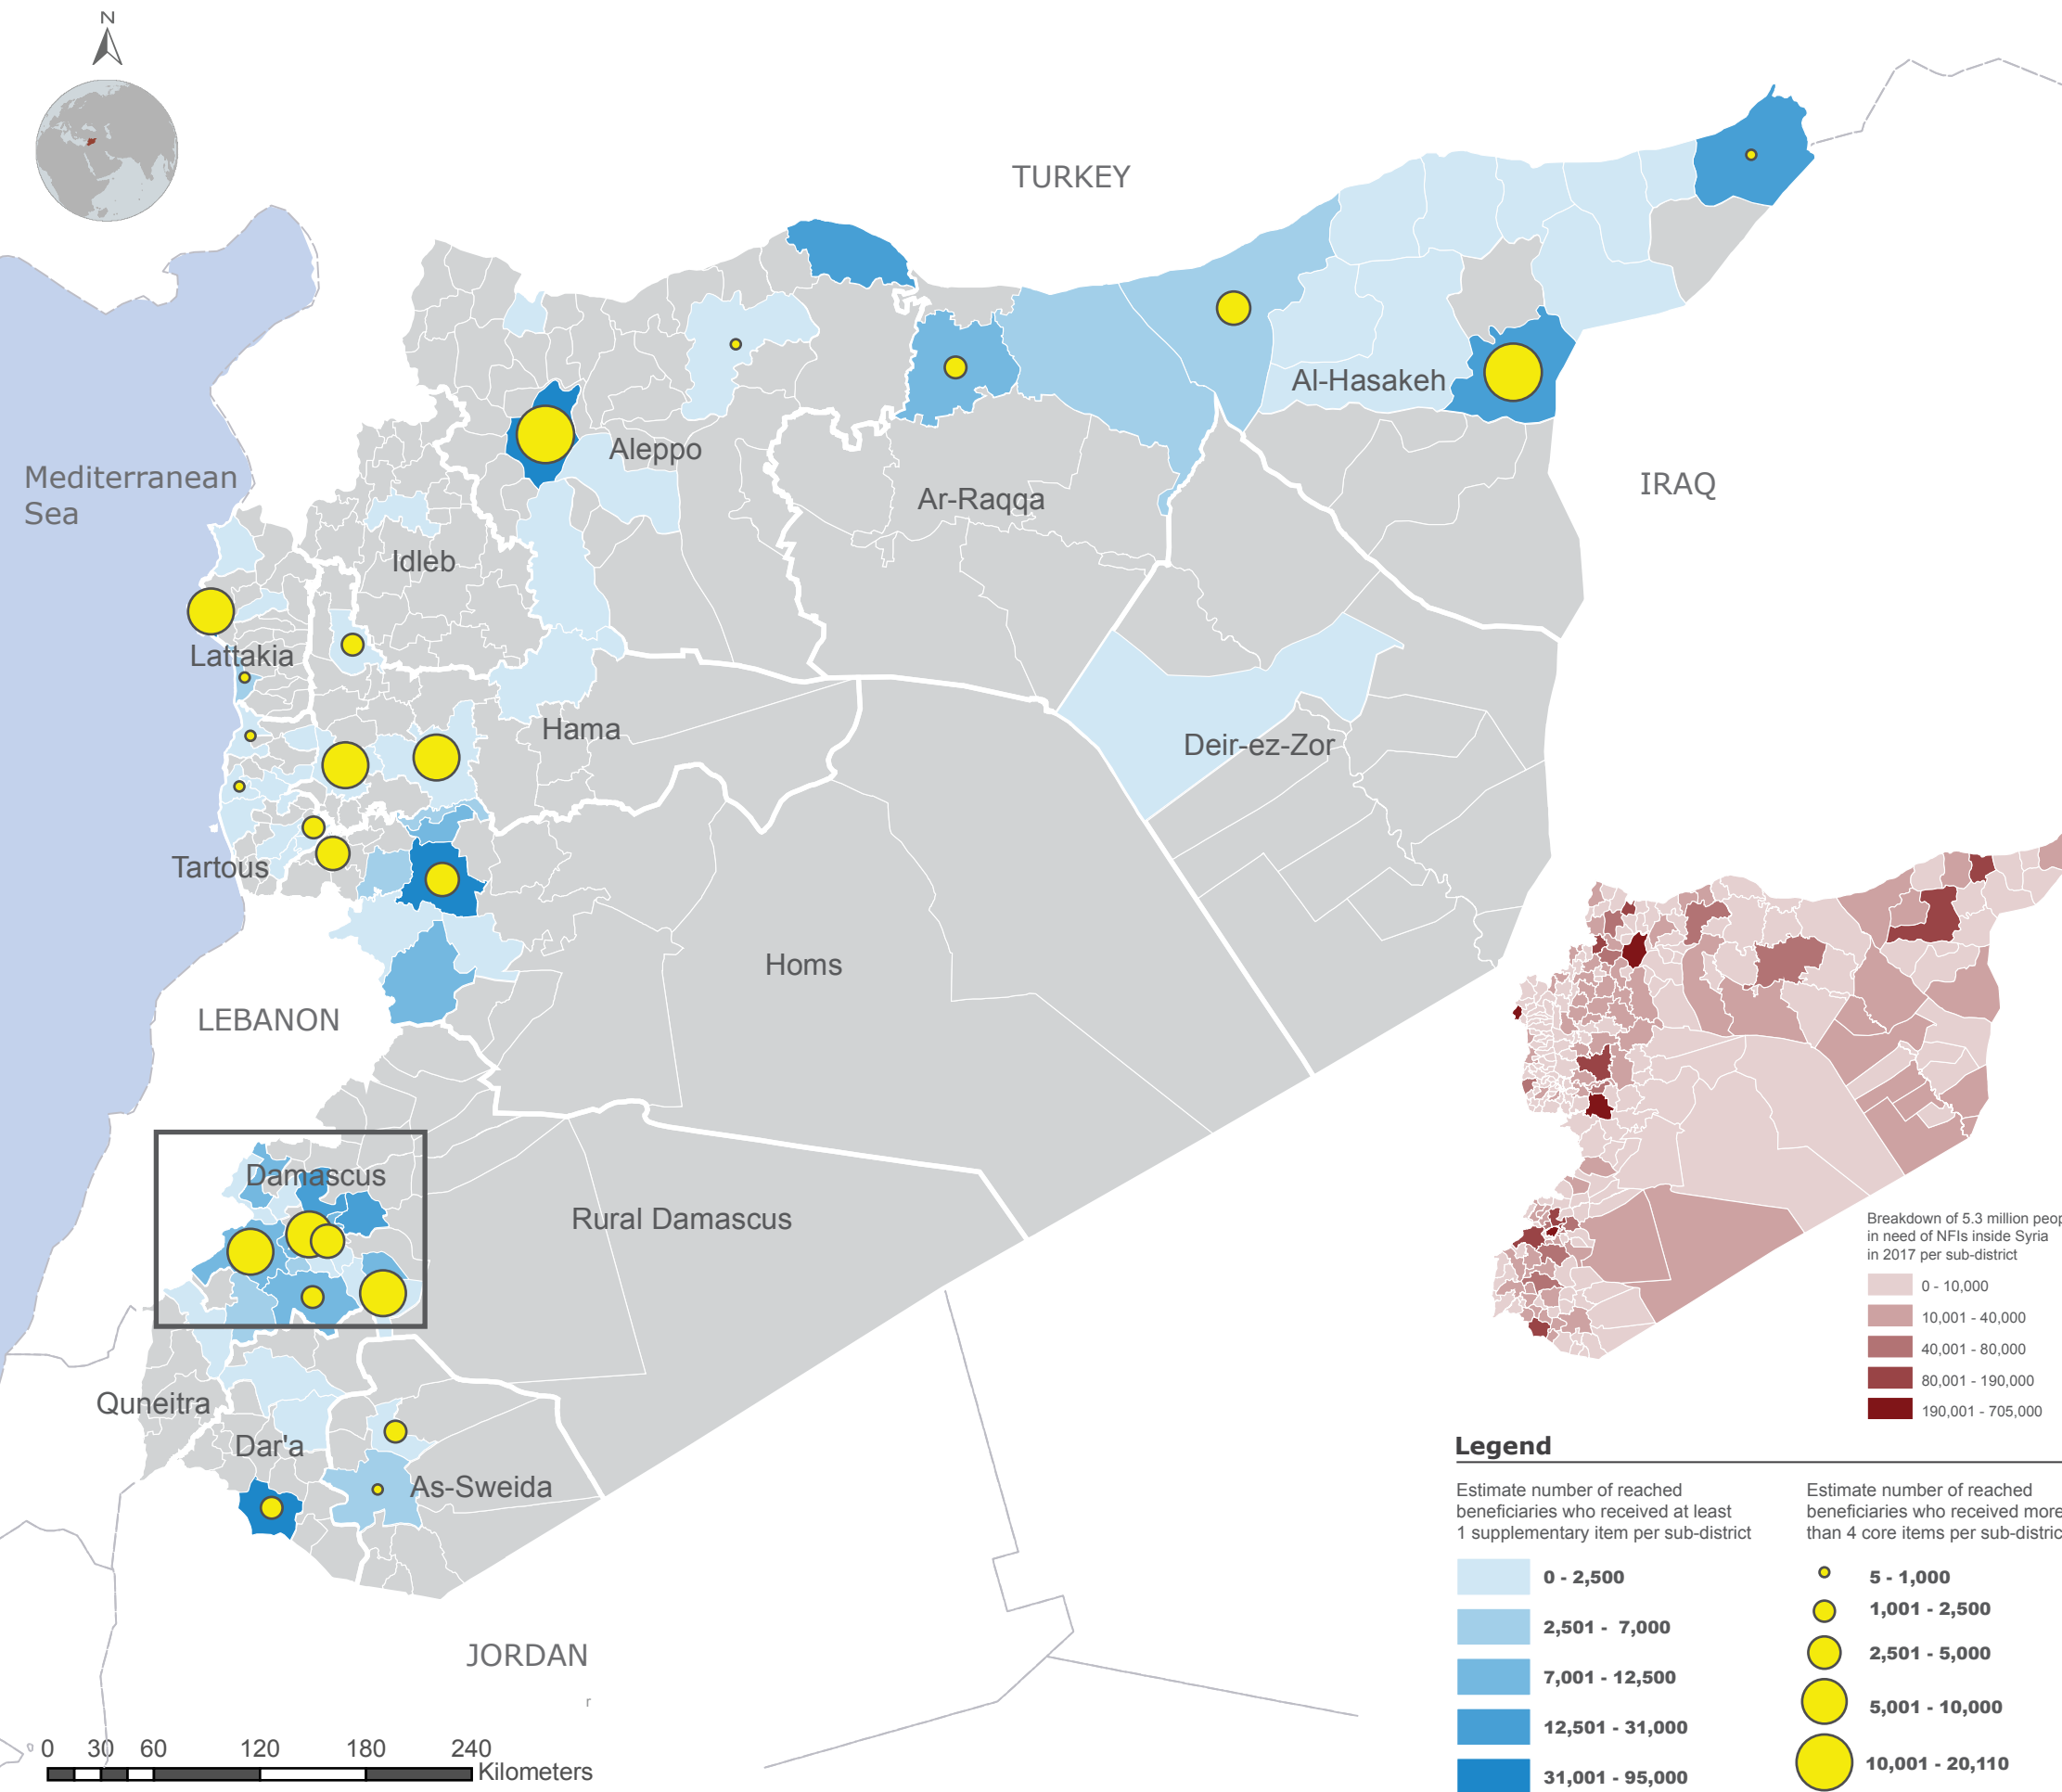 N
TURKEY
Mediterranean
Sea
Al-Hasakeh
Aleppo
Ar-Raqqa
IRAQ
Idleb
Lattakia
Hama
Deir-ez-Zor
Tartous
Homs
LEBANON
Damascus
Rural Damascus
Quneitra
Dar'a
As-Sweida
JORDAN
r
Breakdown of 5.3 million peop
in need of NFIs inside Syria
in 2017 per sub-district
0 - 10,000
10,001 - 40,000
40,001 - 80,000
80,001 - 190,000
190,001 - 705,000
Legend
Estimate number of reached
beneficiaries who received at least
1 supplementary item per sub-district
0 - 2,500
2,501 - 7,000
7,001 - 12,500
12,501 - 31,000
31,001 - 95,000
Estimate number of reached
beneficiaries who received more
than 4 core items per sub-distric
5 - 1,000
1,001 - 2,500
2,501 - 5,000
5,001 - 10,000
10,001 - 20,110
0 30 60 120 180 240
Kilometers